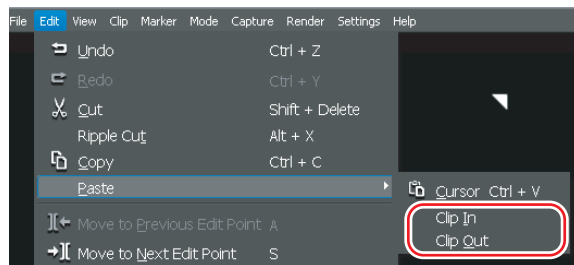 File Edit View Clip Marker Mode Capture Render Settings Help
Undo Ctrl + Z
Redo Ctrl + Y
Cut Shift + Delete
Ripple Cut Alt + X
Copy Ctrl + C
Paste
Cursor Ctrl + V
Move to Previous Edit Point A
Clip In
Move to Next Edit Point S
Clip Out